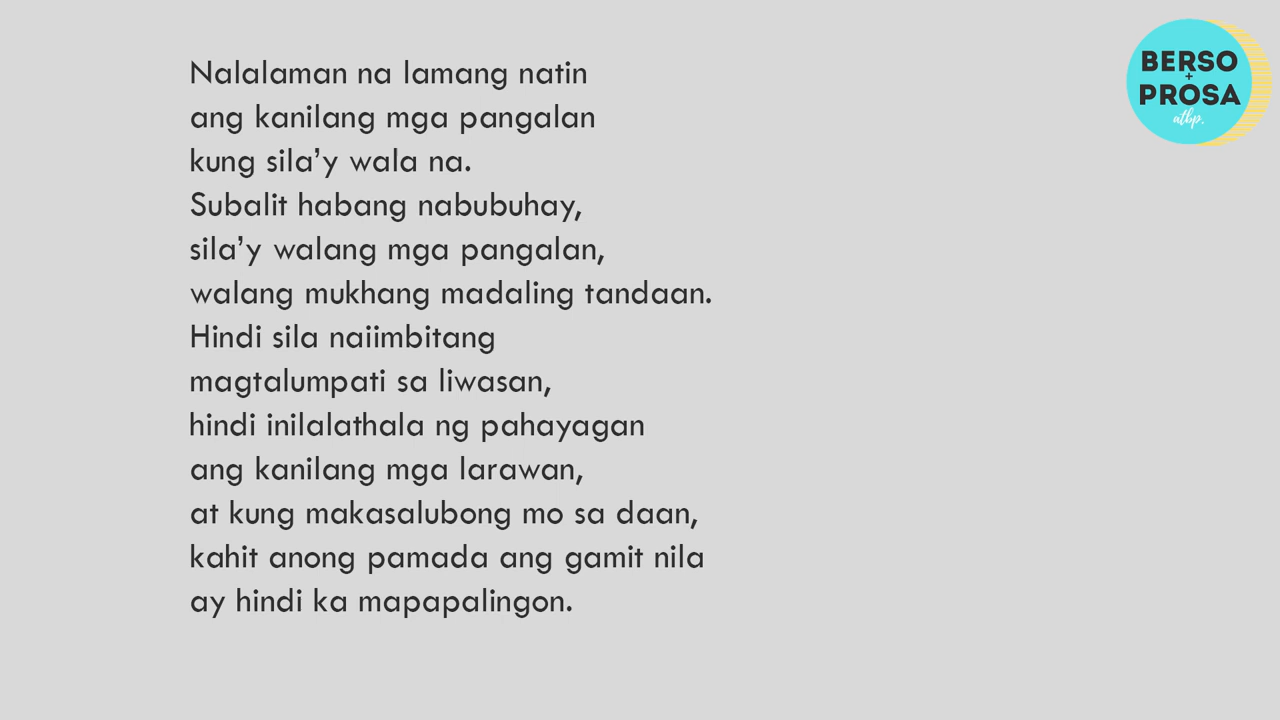 Nalalaman na lamang natin
ang kanilang mga pangalan
kung sila’y wala na.
Subalit habang nabubuhay,
sila’y walang mga pangalan,
walang mukhang madaling tandaan.
Hindi sila naiimbitang
magtalumpati sa liwasan,
hindi inilalathala ng pahayagan
ang kanilang mga larawan,
at kung makasalubong mo sa daan,
kahit anong pamada ang gamit nila
ay hindi ka mapapalingon.
BERSO
+
PROSA
atbp.